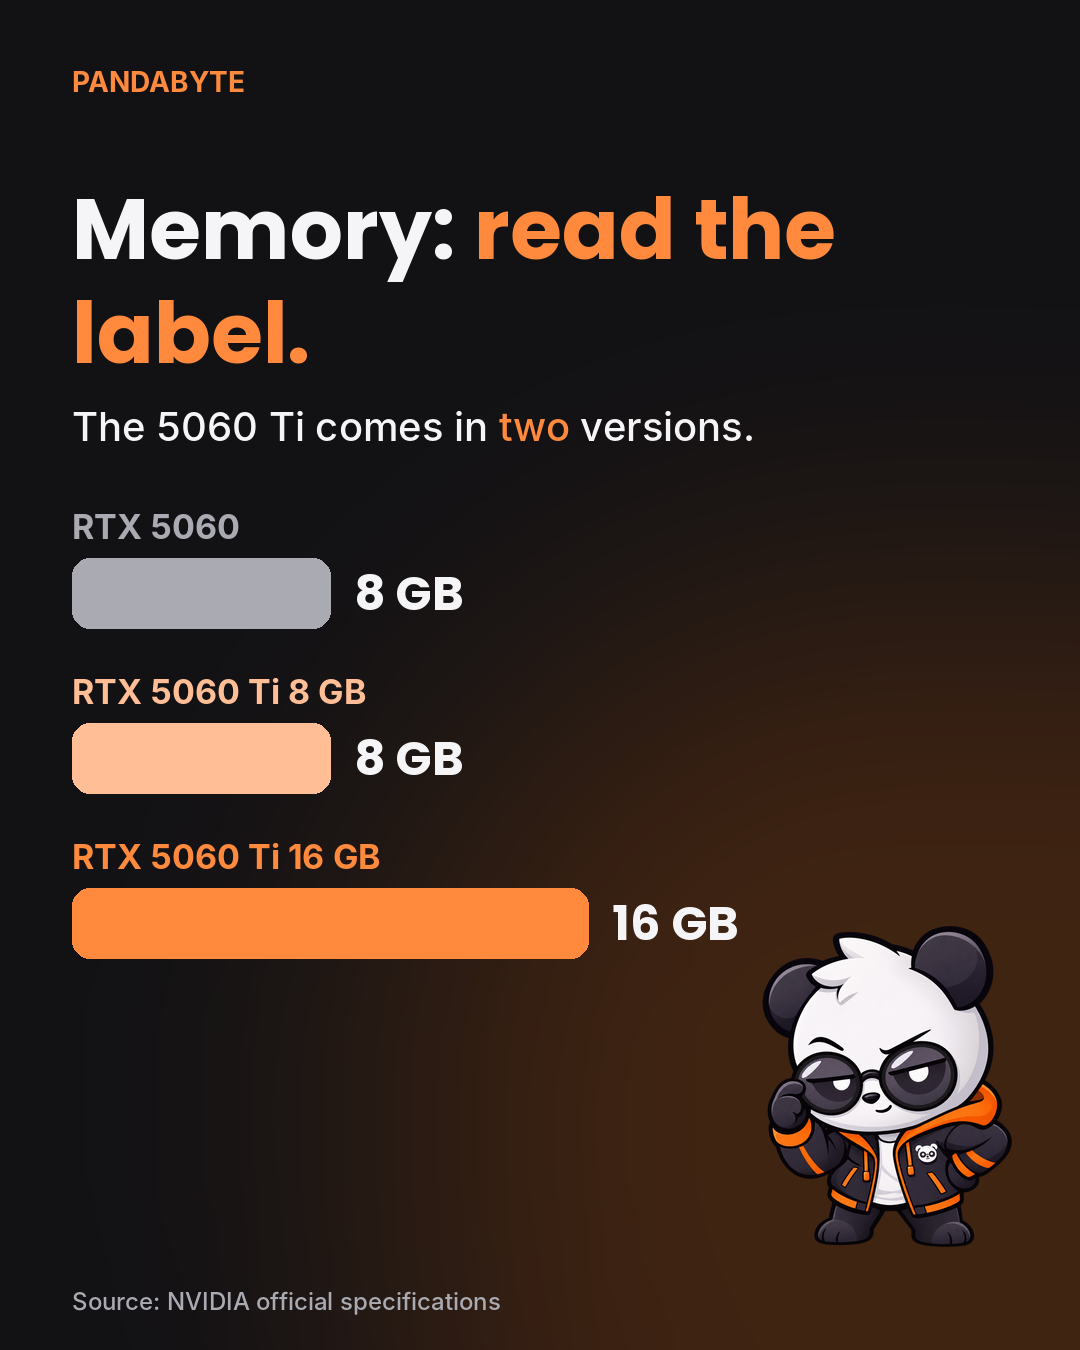 PANDABYTE
Memory: read the
label.
The 5060 Ti comes in two versions.
RTX 5060
8 GB
RTX 5060 Ti 8 GB
8 GB
RTX 5060 Ti 16 GB
16 GB
Source: NVIDIA official specifications